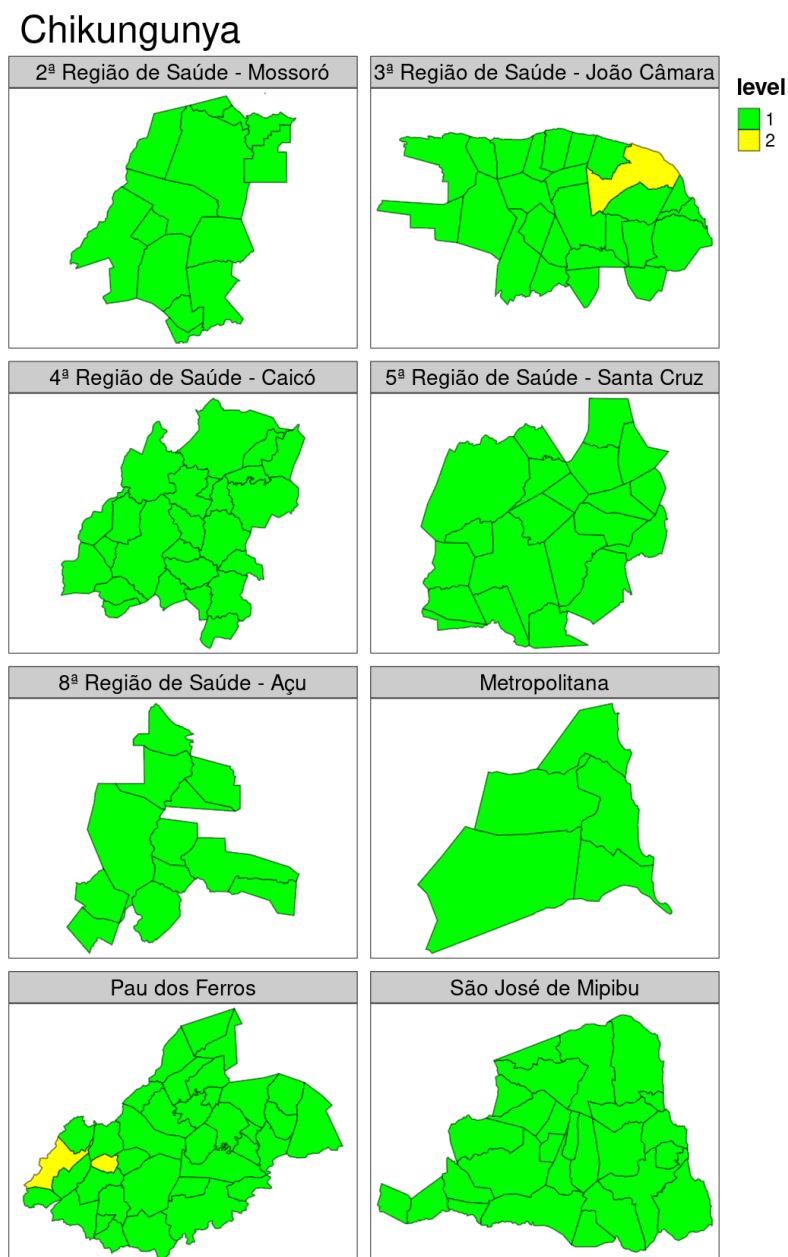 Chikungunya
2ª Região de Saúde - Mossoró
3ª Região de Saúde - João Câmara
level
1
2
4ª Região de Saúde - Caicó
5ª Região de Saúde - Santa Cruz
8ª Região de Saúde - Açu
Metropolitana
Pau dos Ferros
São José de Mipibu